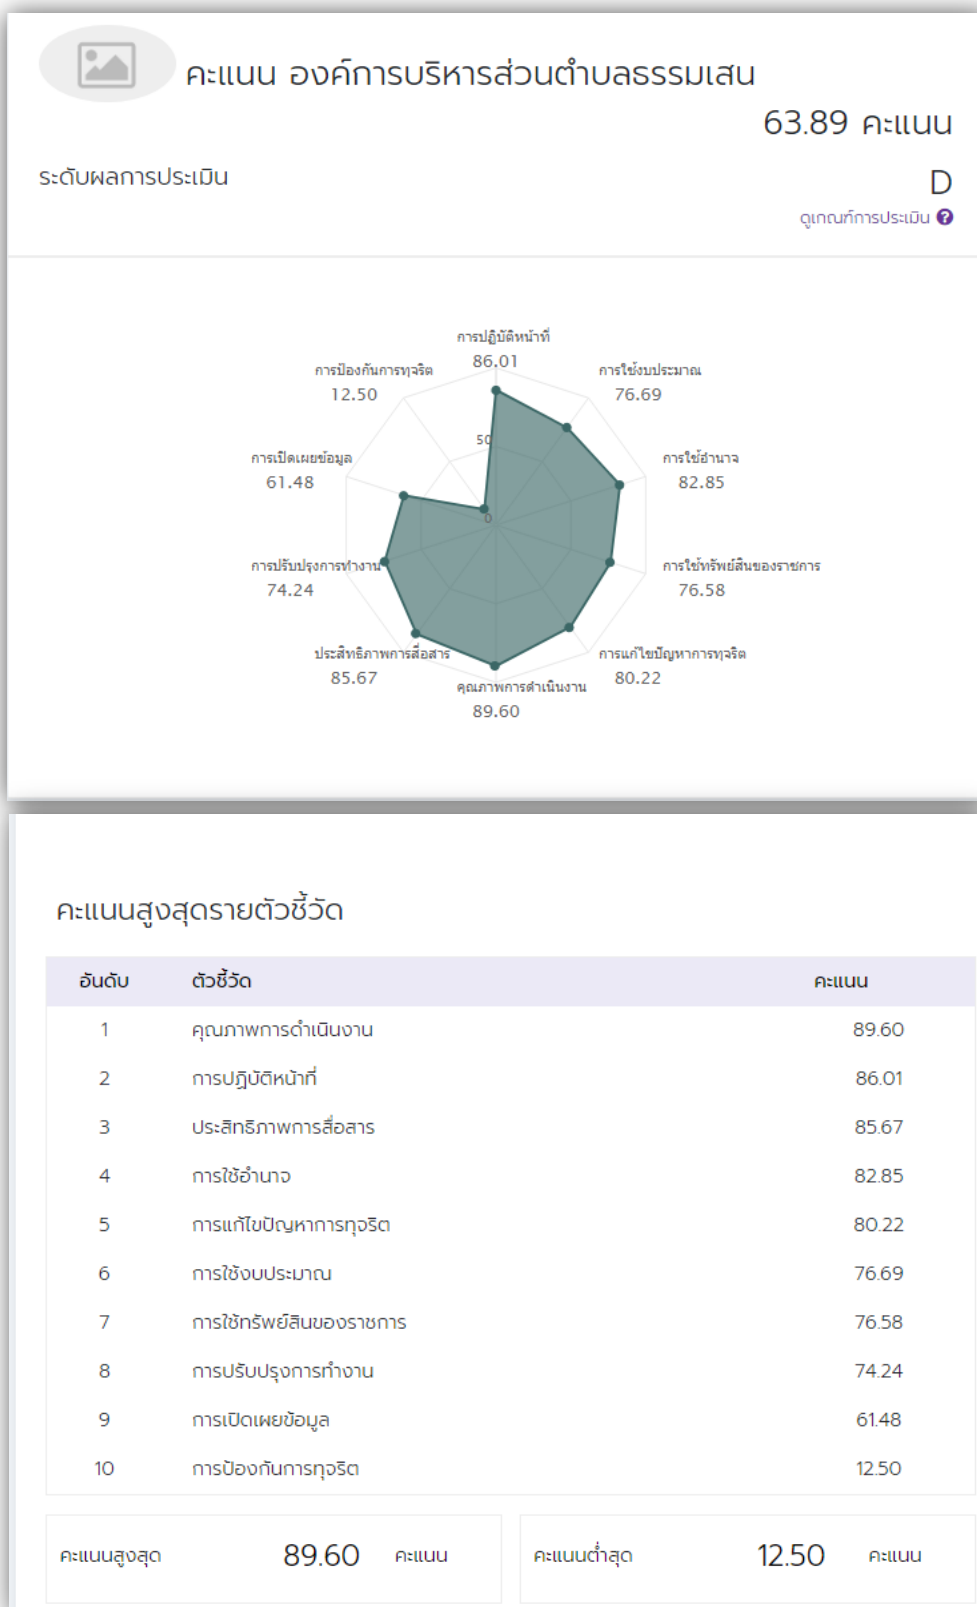 คะแนน องค์การบริหารส่วนตำบลธรรมเสน
63.89 คะแนน
ระดับผลการประเมิน
D
ดูเกณฑ์การประเมิน ?
การปฏิบัติหน้าที่
86.01
การป้องกันการทุจริต
12.50
การใช้งบประมาณ
76.69
50
การเปิดเผยข้อมูล
61.48
การใช้อำนาจ
82.85
0
การปรับปรุงการทำงาน
74.24
การใช้ทรัพย์สินของราชการ
76.58
ประสิทธิภาพการสื่อสาร
85.67
การแก้ไขปัญหาการทุจริต
80.22
คุณภาพการดำเนินงาน
89.60
คะแนนสูงสุดรายตัวชี้วัด
อันดับ ตัวชี้วัด คะแนน
1 คุณภาพการดำเนินงาน 89.60
2 การปฏิบัติหน้าที่ 86.01
3 ประสิทธิภาพการสื่อสาร 85.67
4 การใช้อำนาจ 82.85
5 การแก้ไขปัญหาการทุจริต 80.22
6 การใช้งบประมาณ 76.69
7 การใช้ทรัพย์สินของราชการ 76.58
8 การปรับปรุงการทำงาน 74.24
9 การเปิดเผยข้อมูล 61.48
10 การป้องกันการทุจริต 12.50
คะแนนสูงสุด 89.60 คะแนน
คะแนนต่ำสุด 12.50 คะแนน